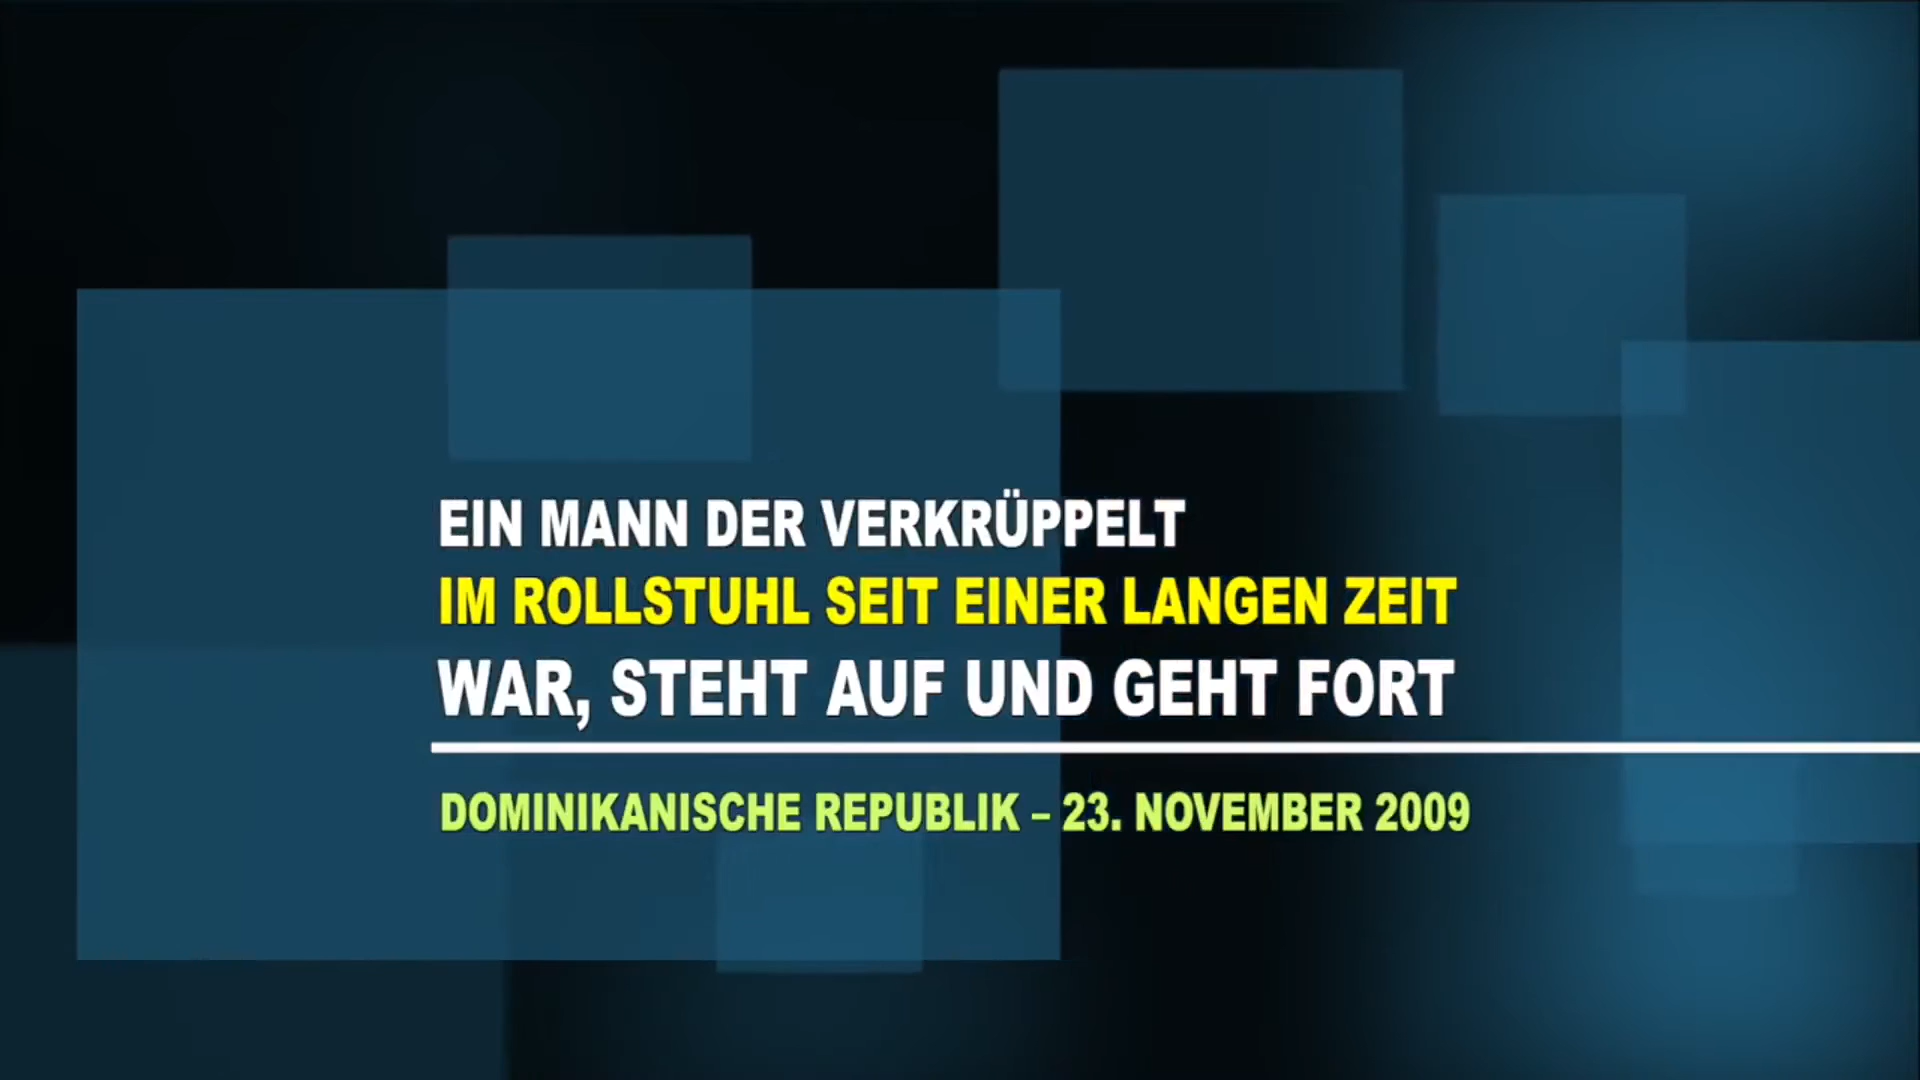 EIN MANN DER VERKRÜPPELT
IM ROLLSTUHL SEIT EINER LANGEN ZEIT
WAR, STEHT AUF UND GEHT FORT
DOMINIKANISCHE REPUBLIK – 23. NOVEMBER 2009